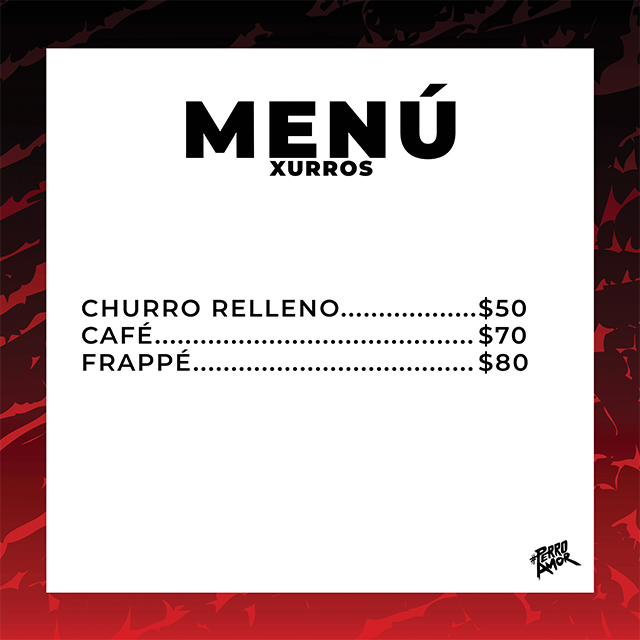 MENÚ
XURROS
CHURRO RELLENO..................$50
CAFÉ.......................................... $70
FRAPPÉ..................................... $80
#PERRO
AMOR